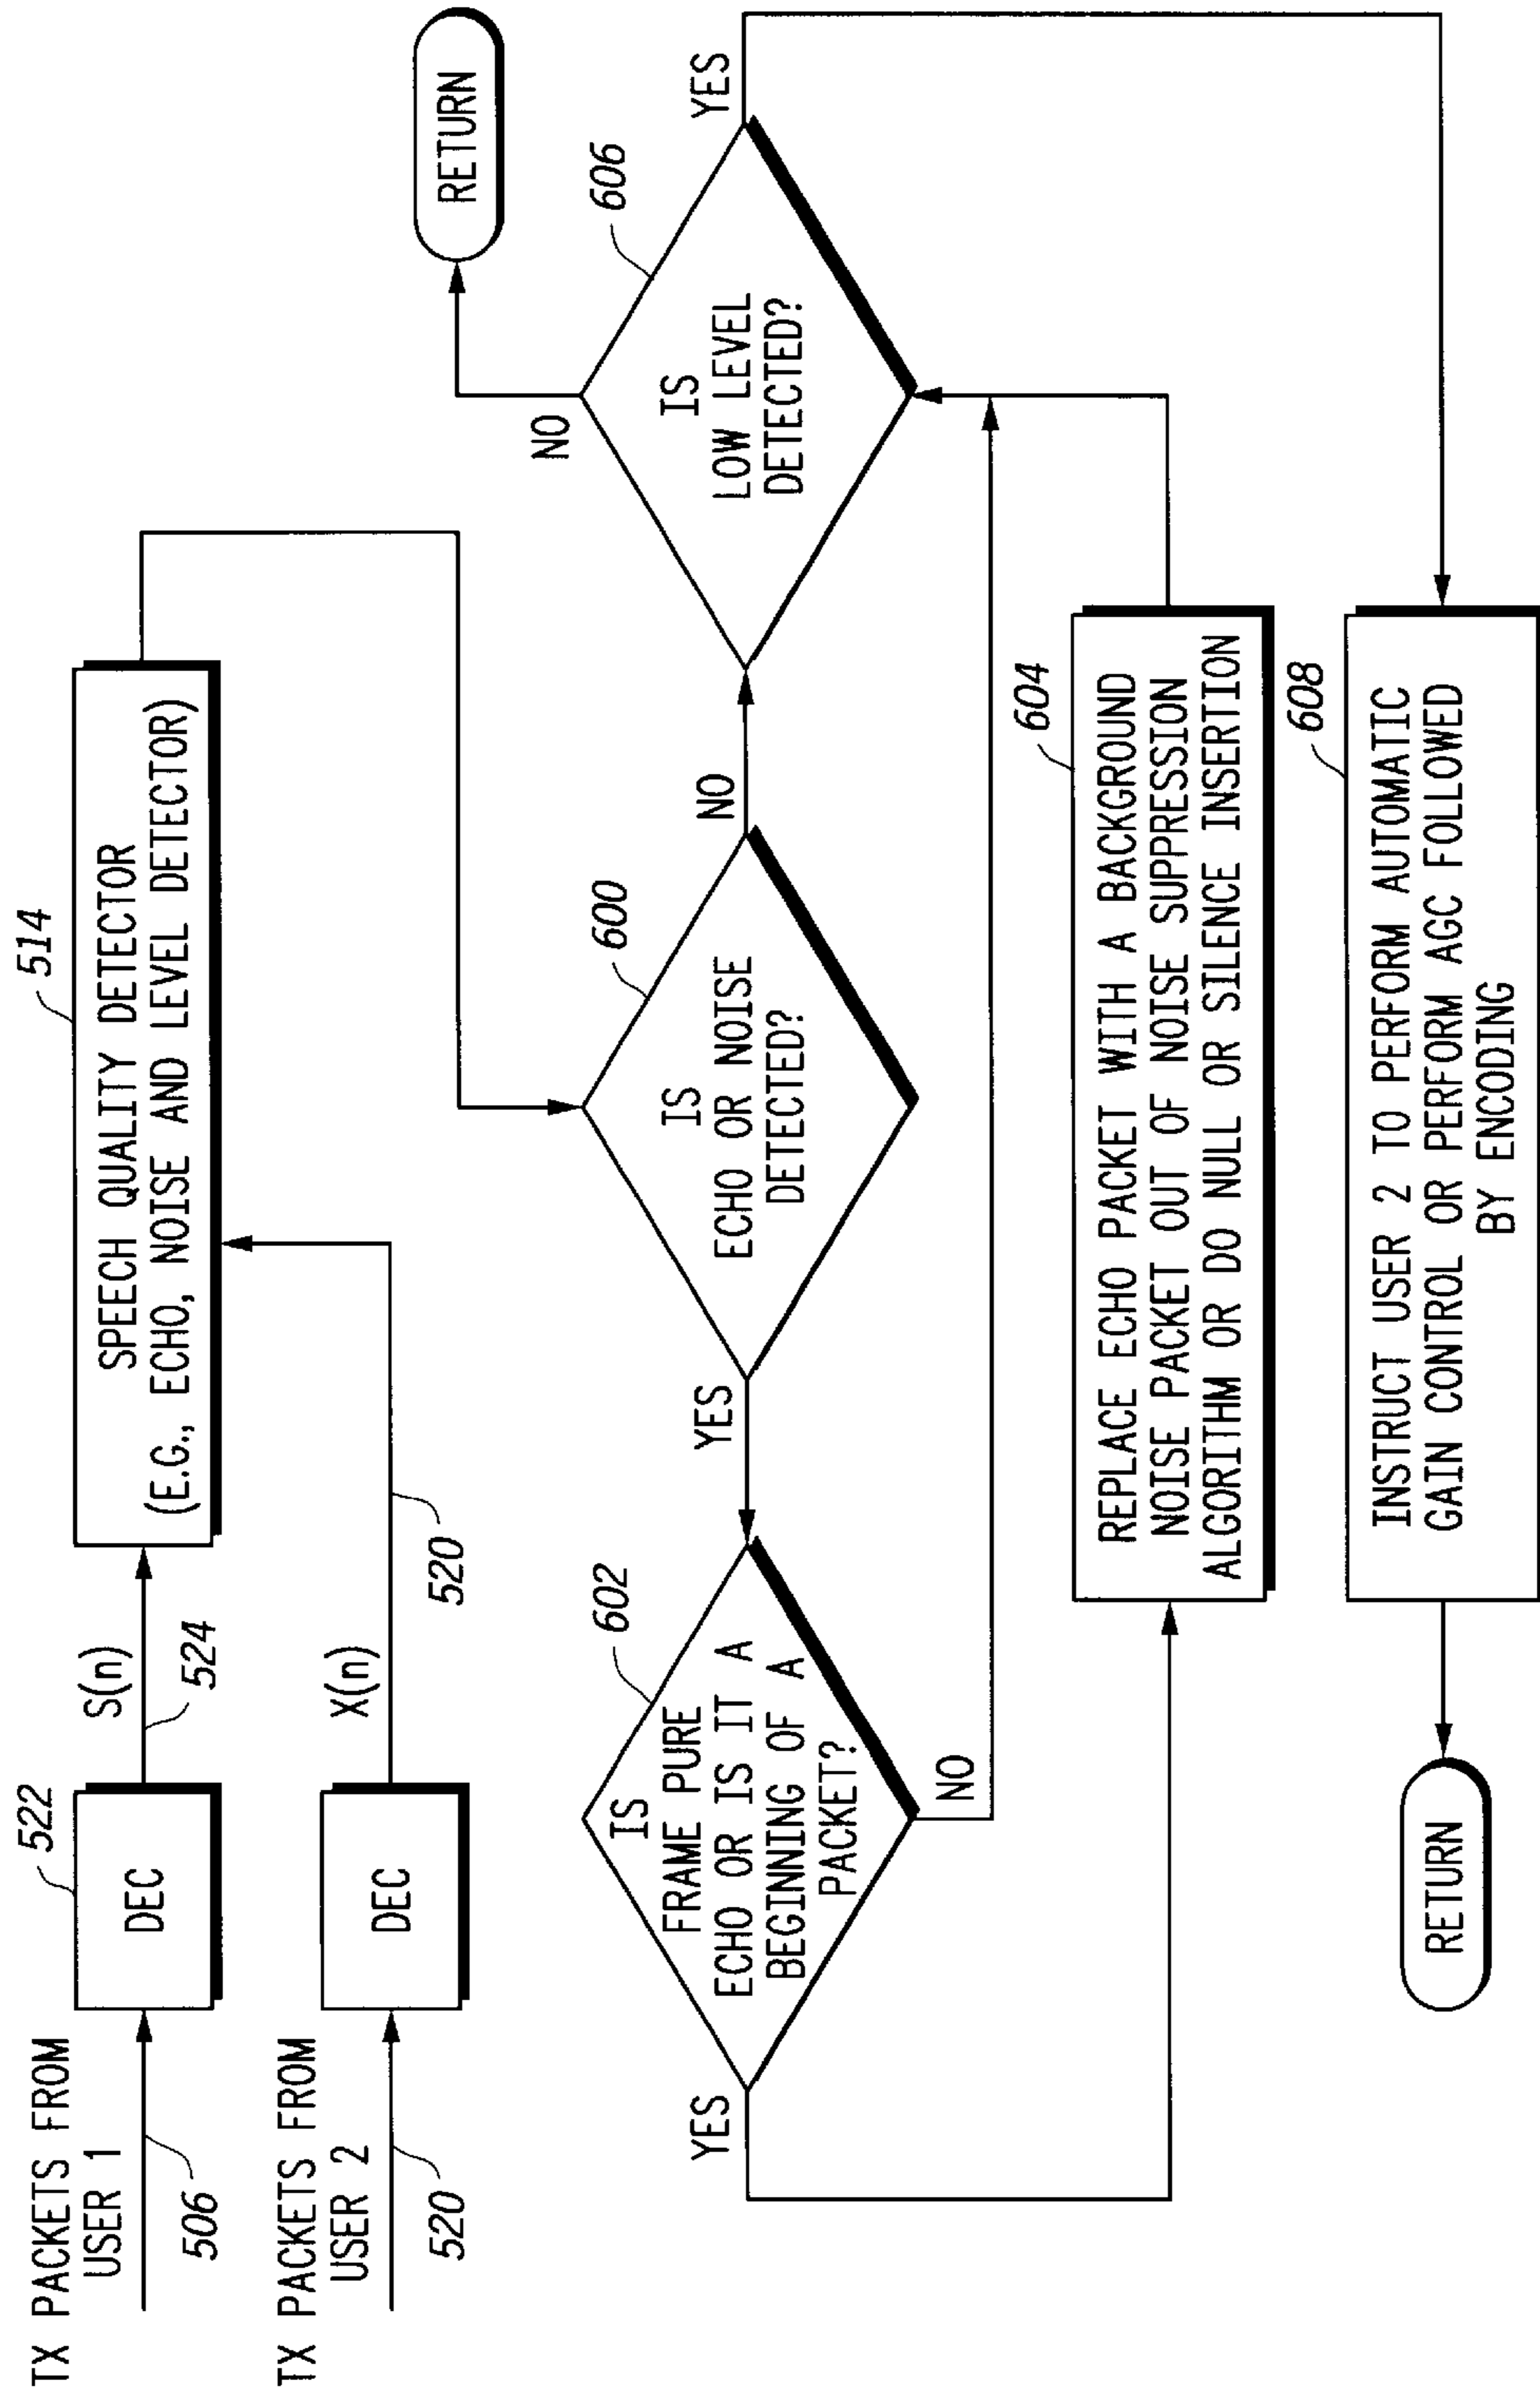 TX PACKETS FROM
USER 1
506
522
DEC
S(n)
524
514
SPEECH QUALITY DETECTOR
(E.G., ECHO, NOISE AND LEVEL DETECTOR)
TX PACKETS FROM
USER 2
520
DEC
X(n)
520
RETURN
600
IS
ECHO OR NOISE
DETECTED?
YES
NO
602
IS
FRAME PURE
ECHO OR IS IT A
BEGINNING OF A
PACKET?
YES
NO
606
IS
LOW LEVEL
DETECTED?
NO
YES
604
REPLACE ECHO PACKET WITH A BACKGROUND
NOISE PACKET OUT OF NOISE SUPPRESSION
ALGORITHM OR DO NULL OR SILENCE INSERTION
608
INSTRUCT USER 2 TO PERFORM AUTOMATIC
GAIN CONTROL OR PERFORM AGC FOLLOWED
BY ENCODING
RETURN